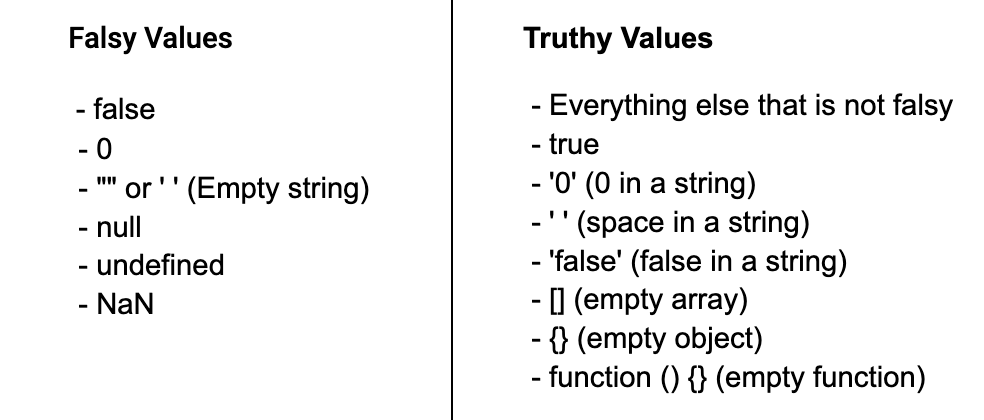 Falsy Values
- false
- 0
- "" or ' ' (Empty string)
- null
- undefined
- NaN
Truthy Values
- Everything else that is not falsy
- true
- '0' (0 in a string)
- ' ' (space in a string)
- 'false' (false in a string)
- [] (empty array)
- {} (empty object)
- function () {} (empty function)